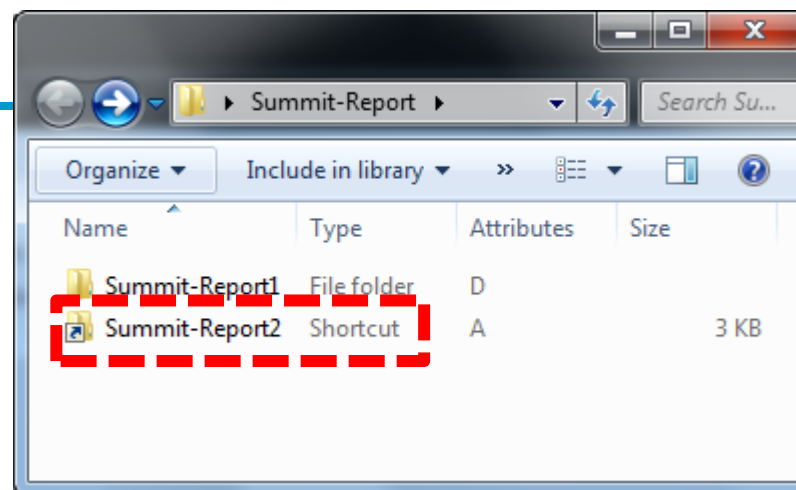 Summit-Report
Search Su...
Organize Include in library »
Name Type Attributes Size
Summit-Report1 File folder D
Summit-Report2 Shortcut A 3 KB